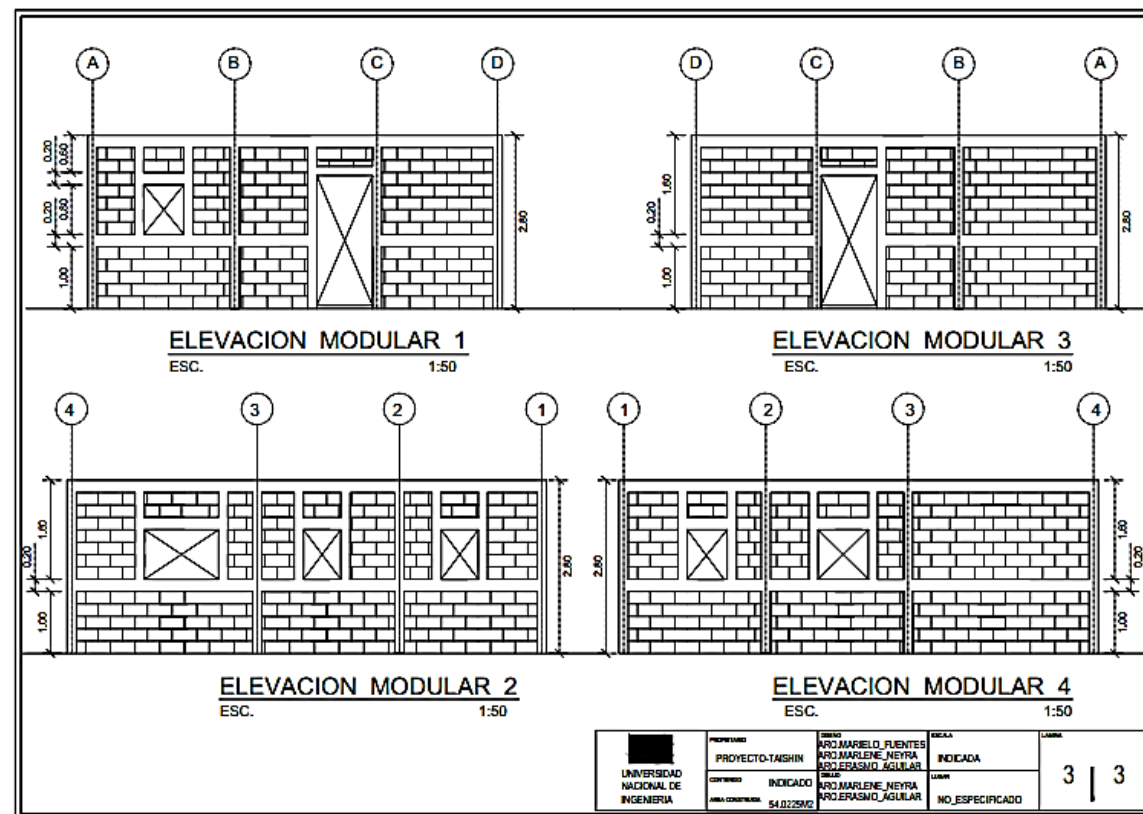 A B C D
0.20 0.60
0.20 0.80
1.00
2.80
ELEVACION MODULAR 1
ESC. 1:50
D C B A
1.60
0.20
1.00
2.80
ELEVACION MODULAR 3
ESC. 1:50
4 3 2 1
1.60
0.20
1.00
2.80
ELEVACION MODULAR 2
ESC. 1:50
1 2 3 4
2.80
1.60
0.20
1.00
ELEVACION MODULAR 4
ESC. 1:50
UNIVERSIDAD
NACIONAL DE
INGENIERIA
PROPIETARIO
PROYECTO-TAISHIN
CONTENIDO
INDICADO
AREA CONSTRUIDA
54.0225M2
DISEÑO
ARQ.MARIELO_FUENTES
ARQ.MARLENE_NEYRA
ARQ.ERASMO_AGUILAR
DIBUJO
ARQ.MARLENE_NEYRA
ARQ.ERASMO_AGUILAR
ESCALA
INDICADA
LUGAR
NO_ESPECIFICADO
LAMINA
3 | 3